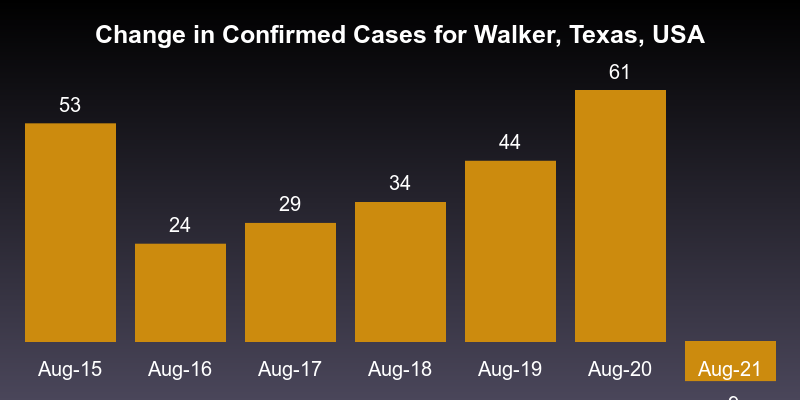 Change in Confirmed Cases for Walker, Texas, USA
53
24
29
34
44
61
Aug-15
Aug-16
Aug-17
Aug-18
Aug-19
Aug-20
Aug-21